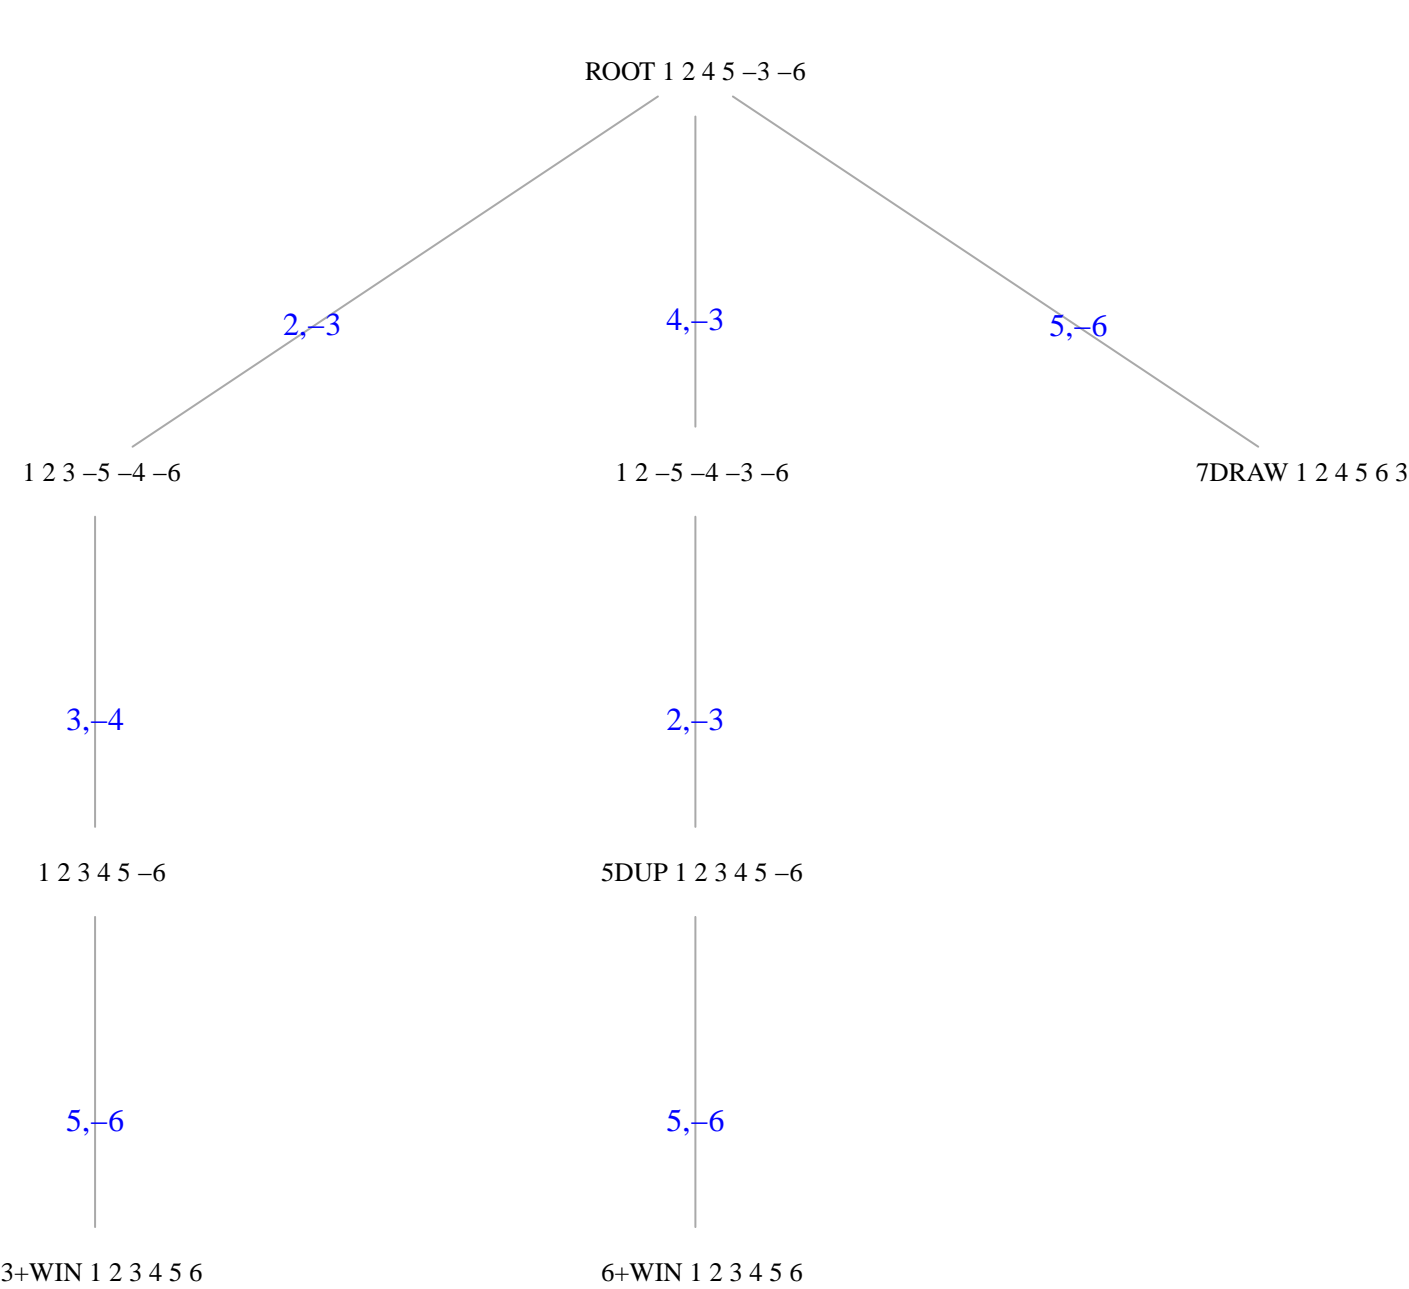 ROOT 1 2 4 5 –3 –6
2,–3
4,–3
5,–6
1 2 3 –5 –4 –6
1 2 –5 –4 –3 –6
7DRAW 1 2 4 5 6 3
3,–4
2,–3
1 2 3 4 5 –6
5DUP 1 2 3 4 5 –6
5,–6
5,–6
3+WIN 1 2 3 4 5 6
6+WIN 1 2 3 4 5 6